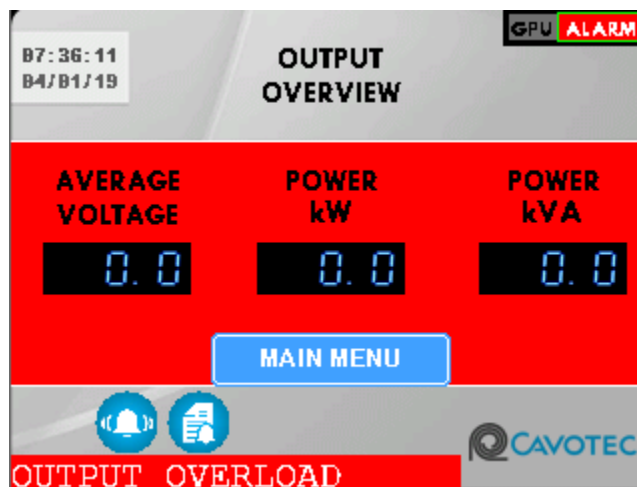 07:36:11
04/01/19
OUTPUT
OVERVIEW
GPU ALARM
AVERAGE
VOLTAGE
POWER
kW
POWER
kVA
0.0
0.0
0.0
MAIN MENU
CAVOTEC
OUTPUT OVERLOAD